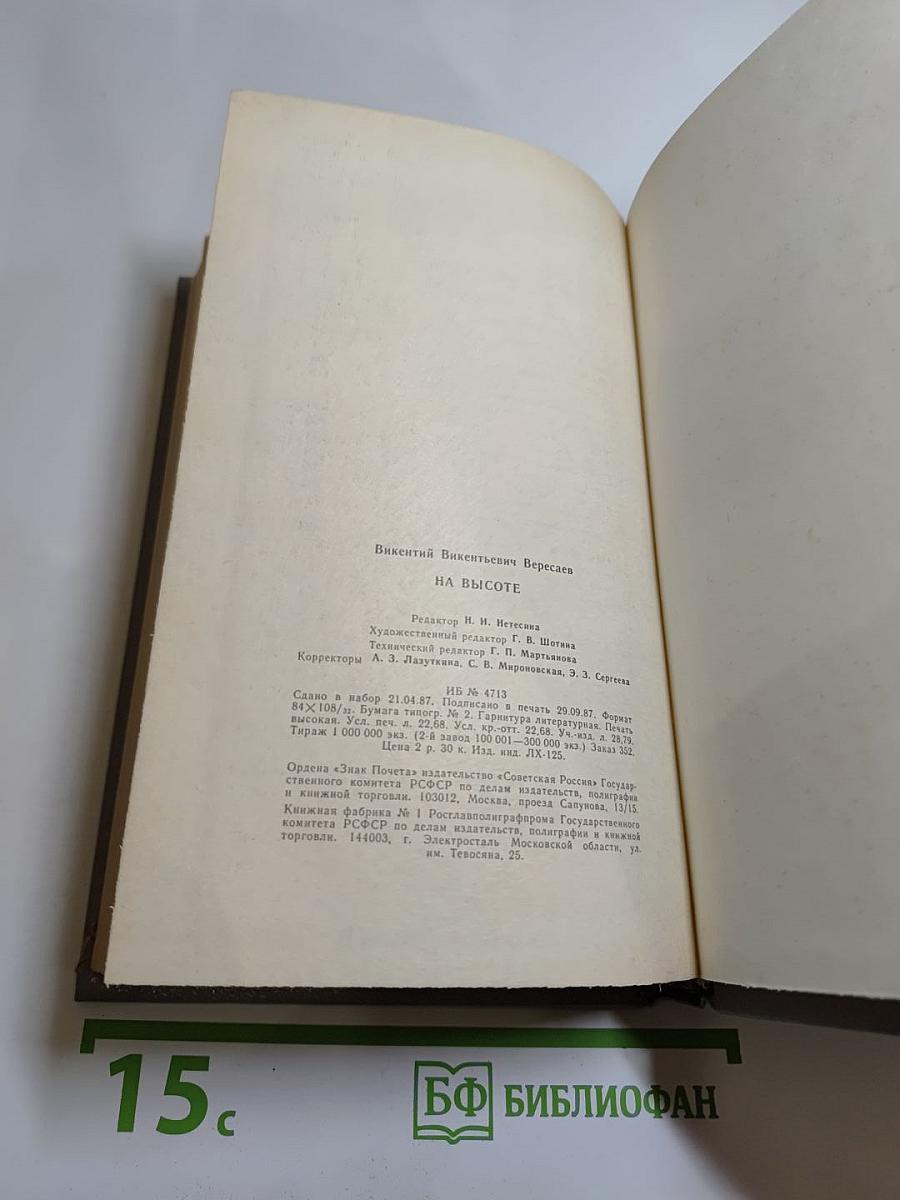 Викентий Викентьевич Вересаев
НА ВЫСОТЕ
Редактор Н. И. Нетесина
Художественный редактор Г. В. Шотина
Технический редактор Г. П. Мартьянова
Корректоры А. З. Лазуткина, С. В. Мироновская, Э. З. Сергеева
ИБ № 4713
Сдано в набор 21.04.87. Подписано в печать 29.09.87. Формат
84×108/32. Бумага типогр. № 2. Гарнитура литературная. Печать
высокая. Усл. печ. л. 22,68. Усл. кр.-отт. 22,68. Уч.-изд. л. 28,79.
Тираж 1 000 000 экз. (2-й завод 100 001—300 000 экз.) Заказ 352.
Цена 2 р. 30 к. Изд. инд. ЛХ-125.
Ордена «Знак Почета» издательство «Советская Россия» Государ-
ственного комитета РСФСР по делам издательств, полиграфии
и книжной торговли. 103012, Москва, проезд Сапунова, 13/15.
Книжная фабрика № 1 Росглавполиграфпрома Государственного
комитета РСФСР по делам издательств, полиграфии и книжной
торговли. 144003, г. Электросталь Московской области, ул.
им. Тевосяна, 25.
15 с
БФ БИБЛИОФАН